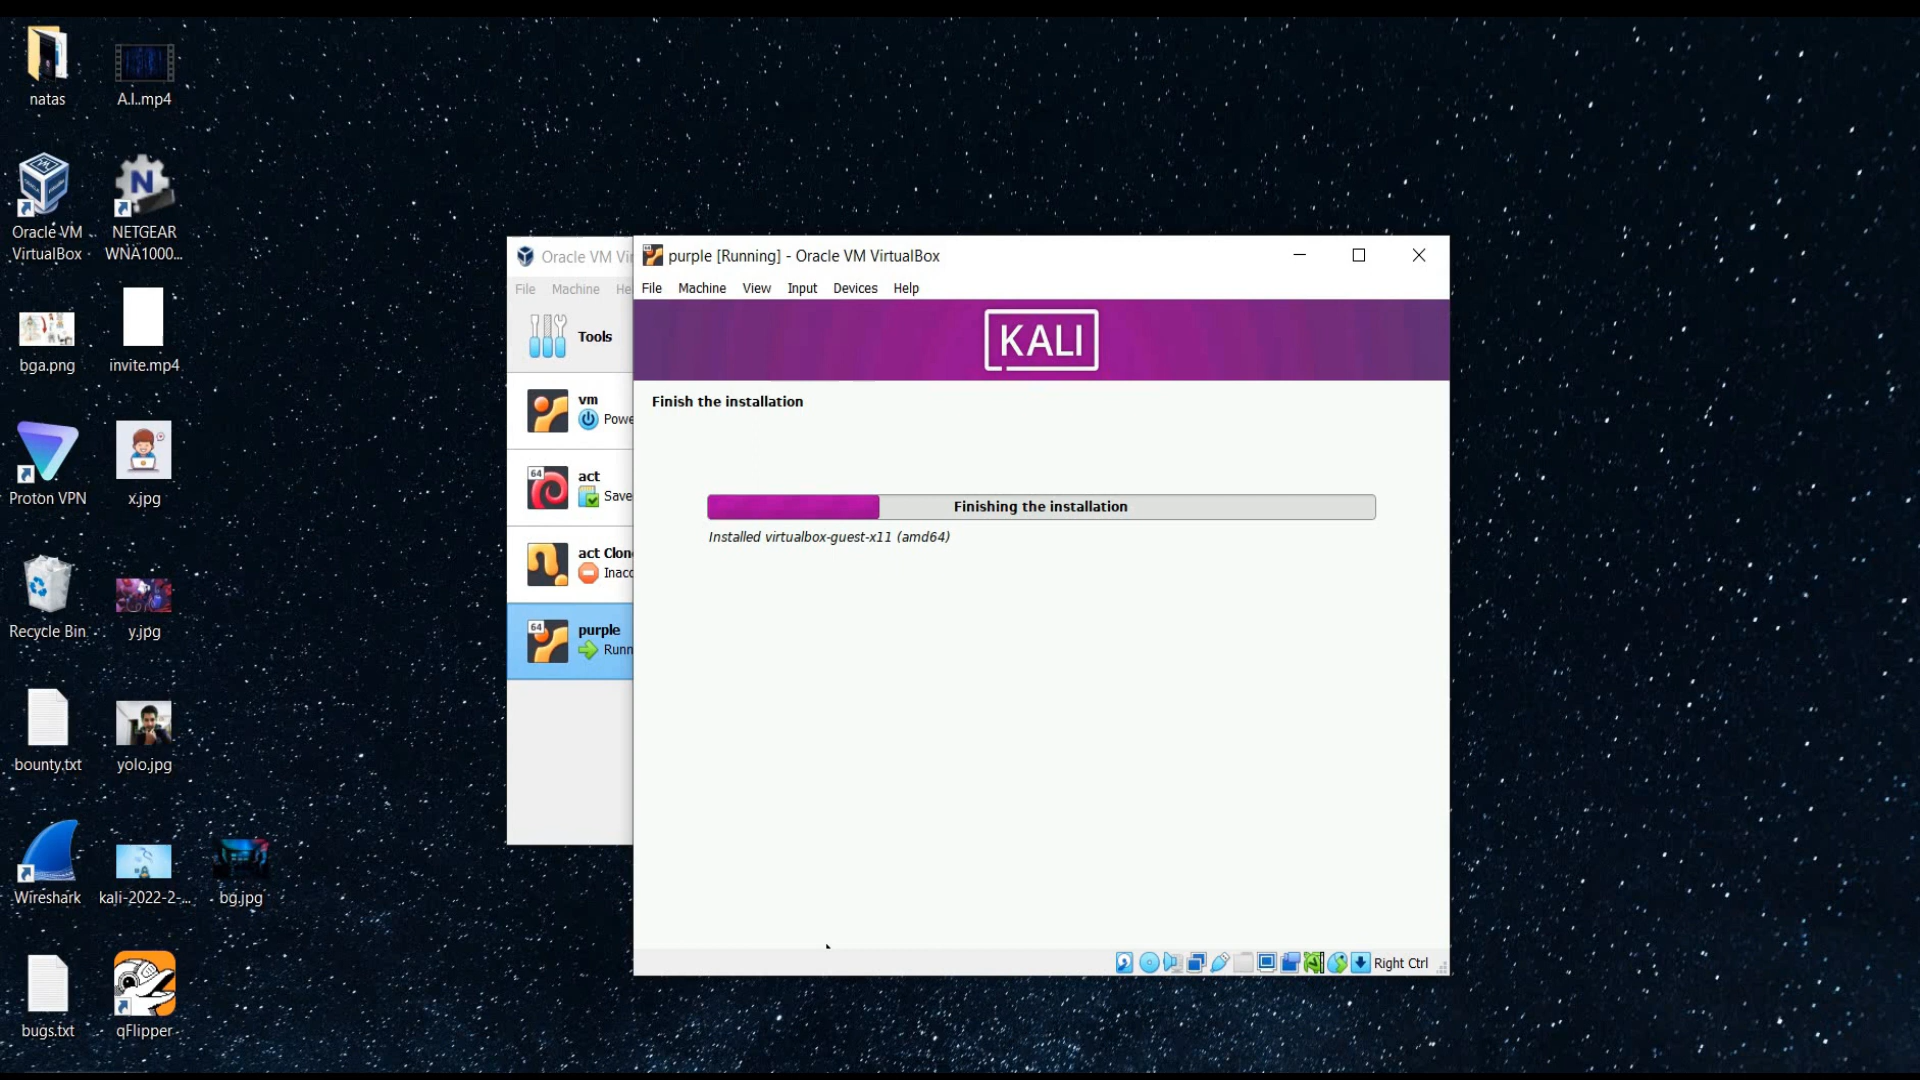 natas
A.I..mp4
Oracle VM
VirtualBox
NETGEAR
WNA1000...
bga.png
invite.mp4
Proton VPN
x.jpg
Recycle Bin
y.jpg
bounty.txt
yolo.jpg
Wireshark
kali-2022-2-...
bg.jpg
bugs.txt
qFlipper
Oracle VM Vi
File Machine He
Tools
vm
Powe
64
act
Save
act Clon
Inacc
64
purple
Runn
purple [Running] - Oracle VM VirtualBox
File Machine View Input Devices Help
KALI
Finish the installation
Finishing the installation
Installed virtualbox-guest-x11 (amd64)
Right Ctrl